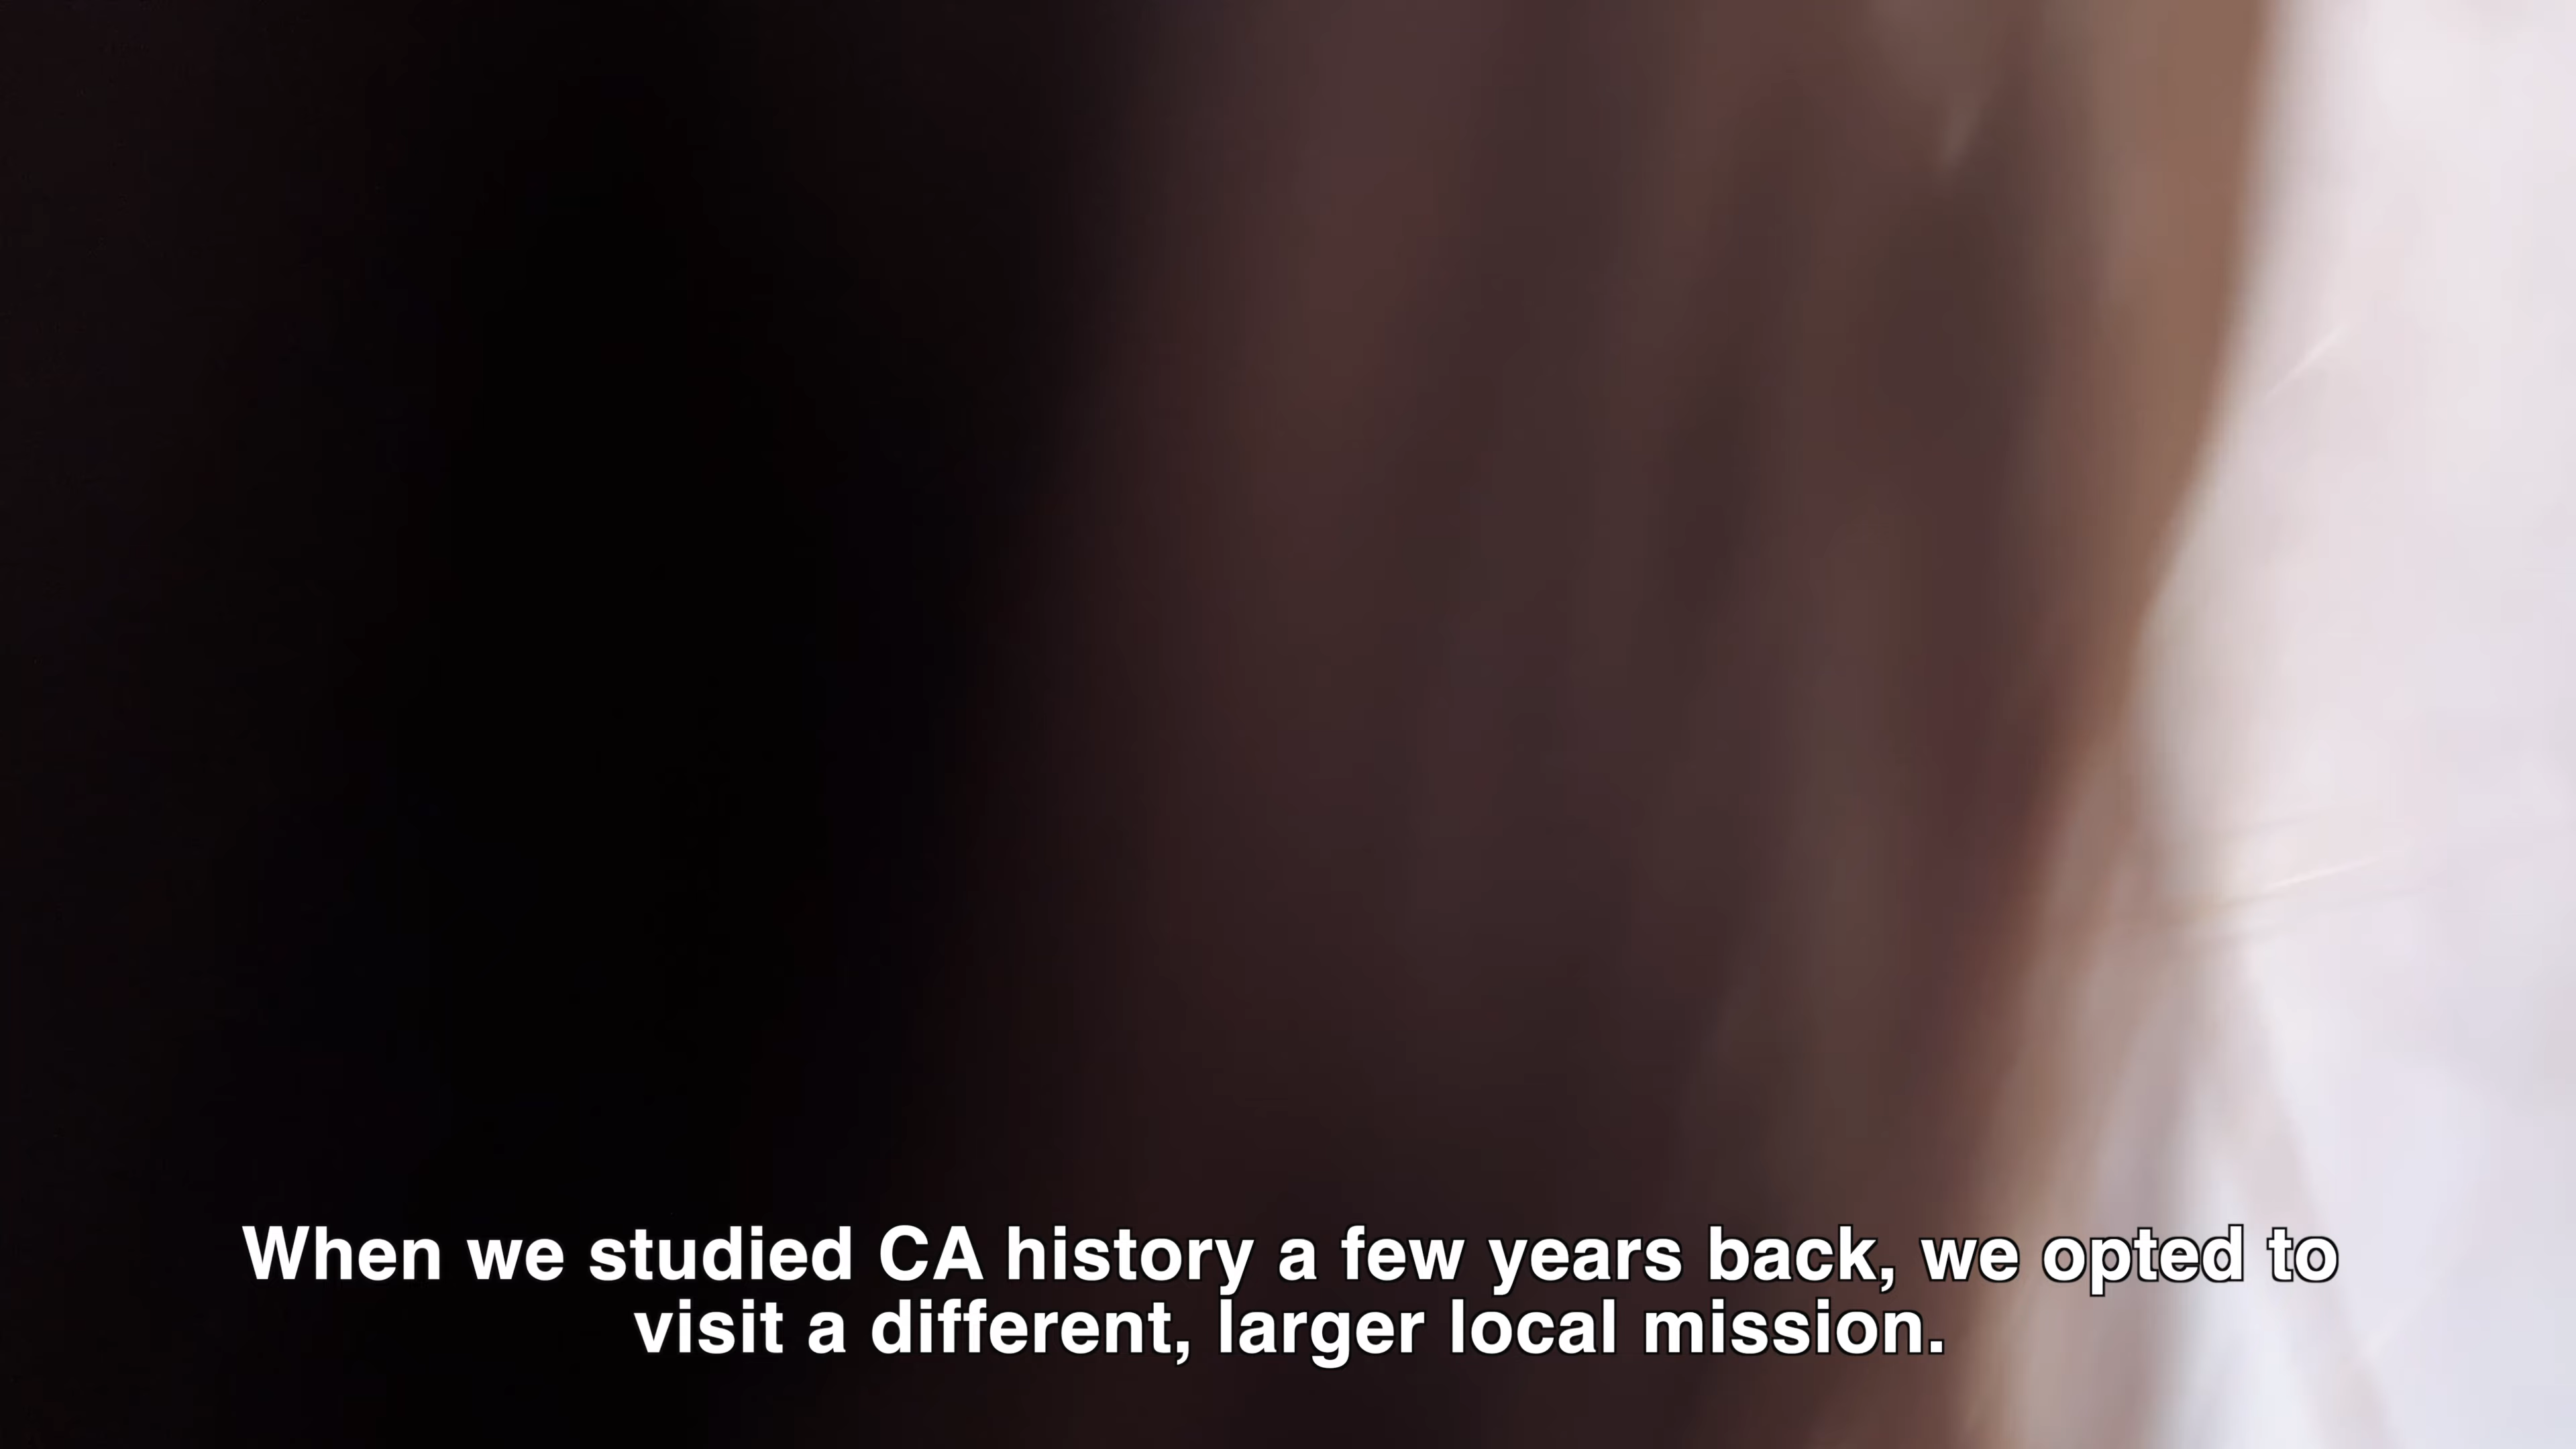 When we studied CA history a few years back, we opted to
visit a different, larger local mission.